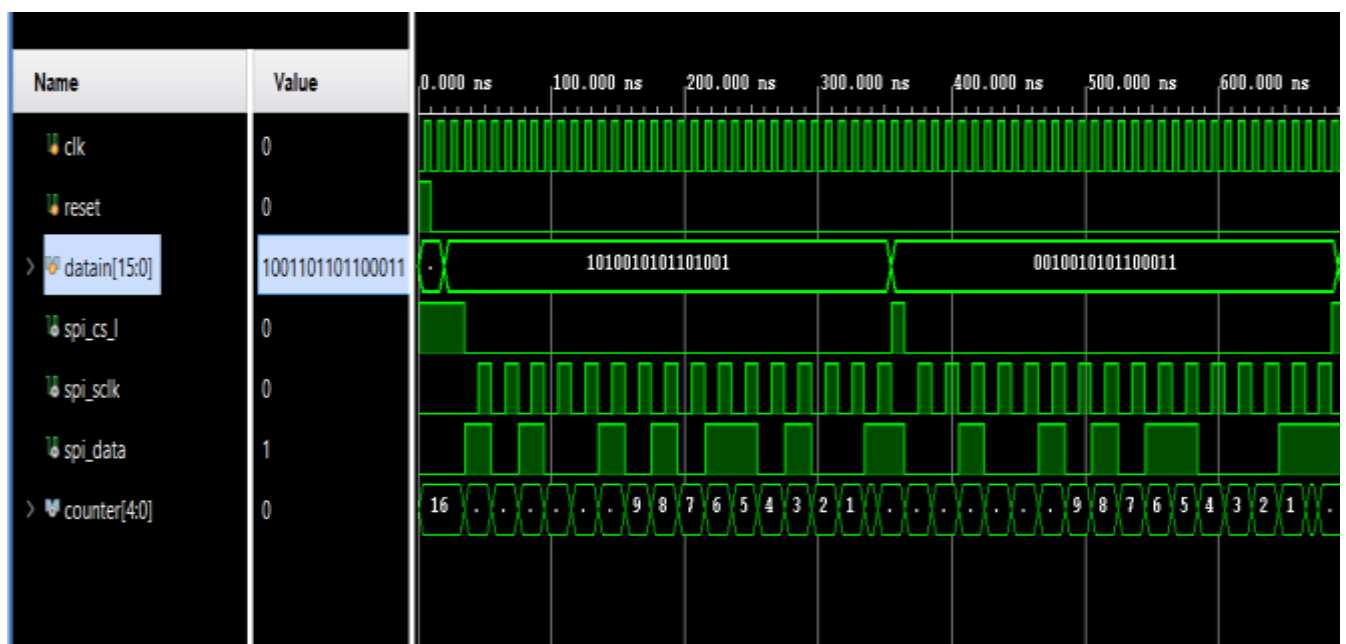 Name Value 0.000 ns 100.000 ns 200.000 ns 300.000 ns 400.000 ns 500.000 ns 600.000 ns
clk 0
reset 0
datain[15:0] 1001101101100011 . 1010010101101001 0010010101100011
spi_cs_l 0
spi_sclk 0
spi_data 1
counter[4:0] 0 16 . . . . . . 9 8 7 6 5 4 3 2 1 . . . . . . . 9 8 7 6 5 4 3 2 1 .